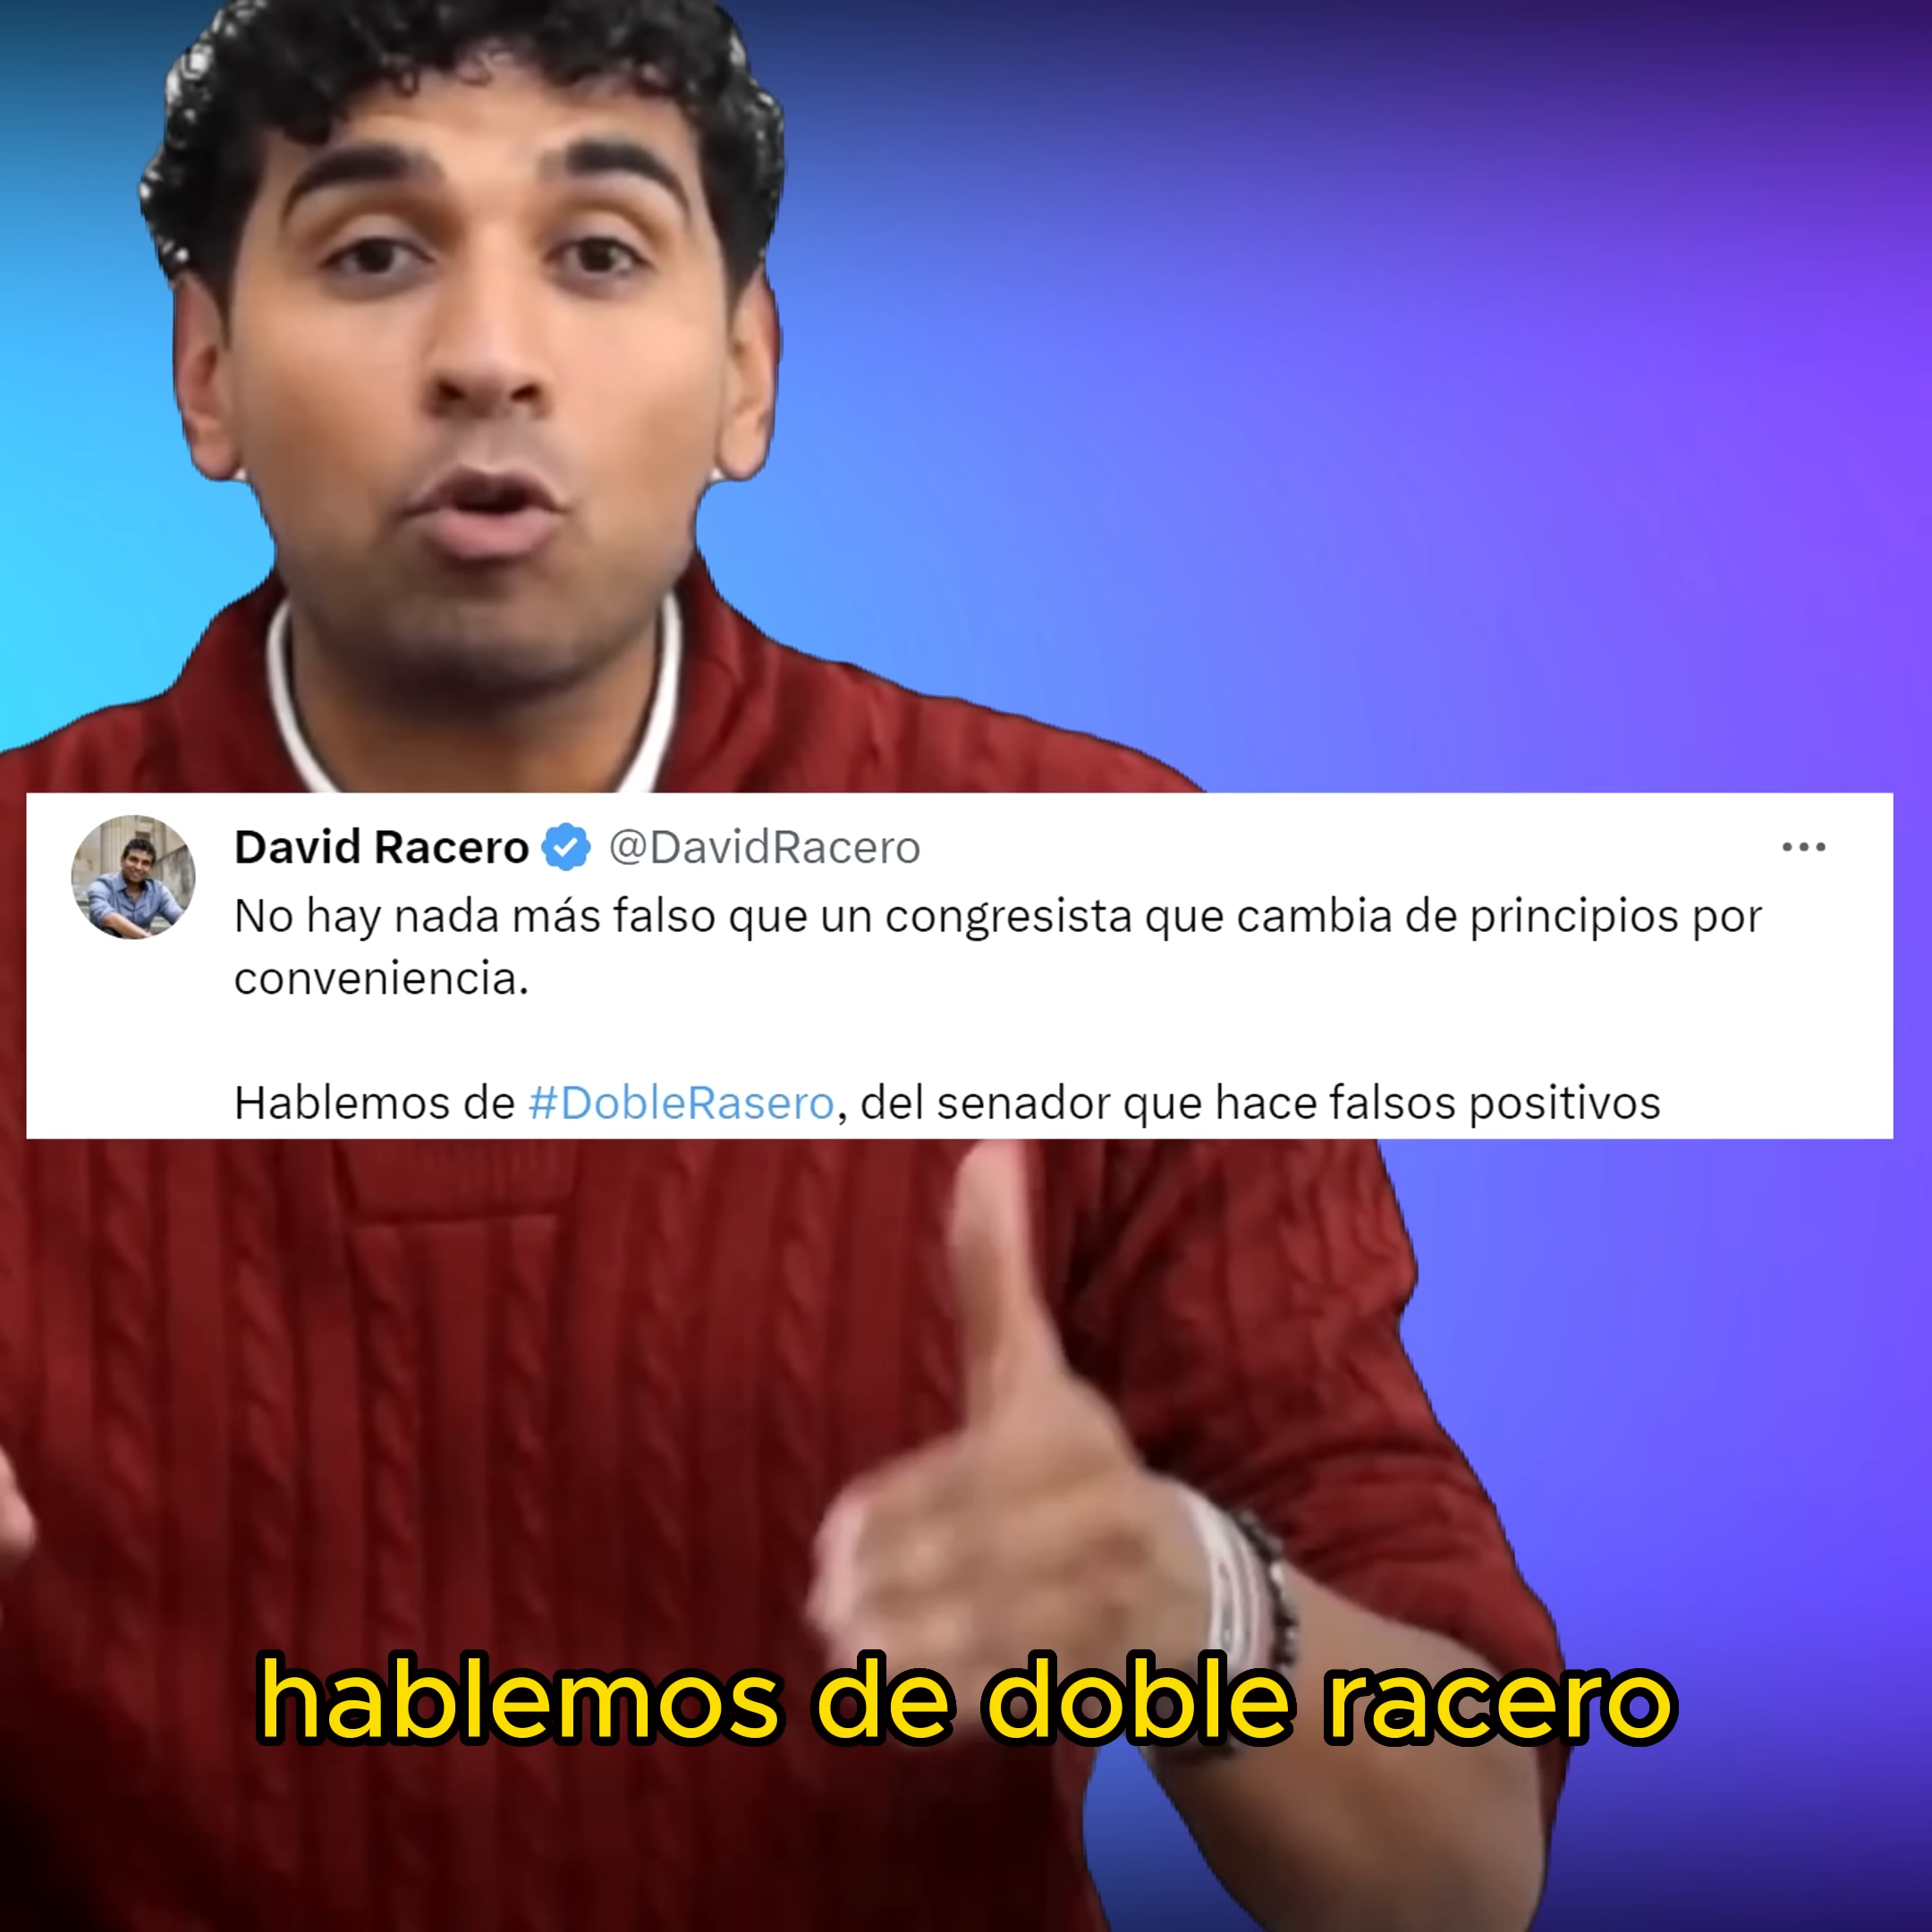 David Racero @DavidRacero
No hay nada más falso que un congresista que cambia de principios por
conveniencia.
Hablemos de #DobleRasero, del senador que hace falsos positivos
hablemos de doble racero